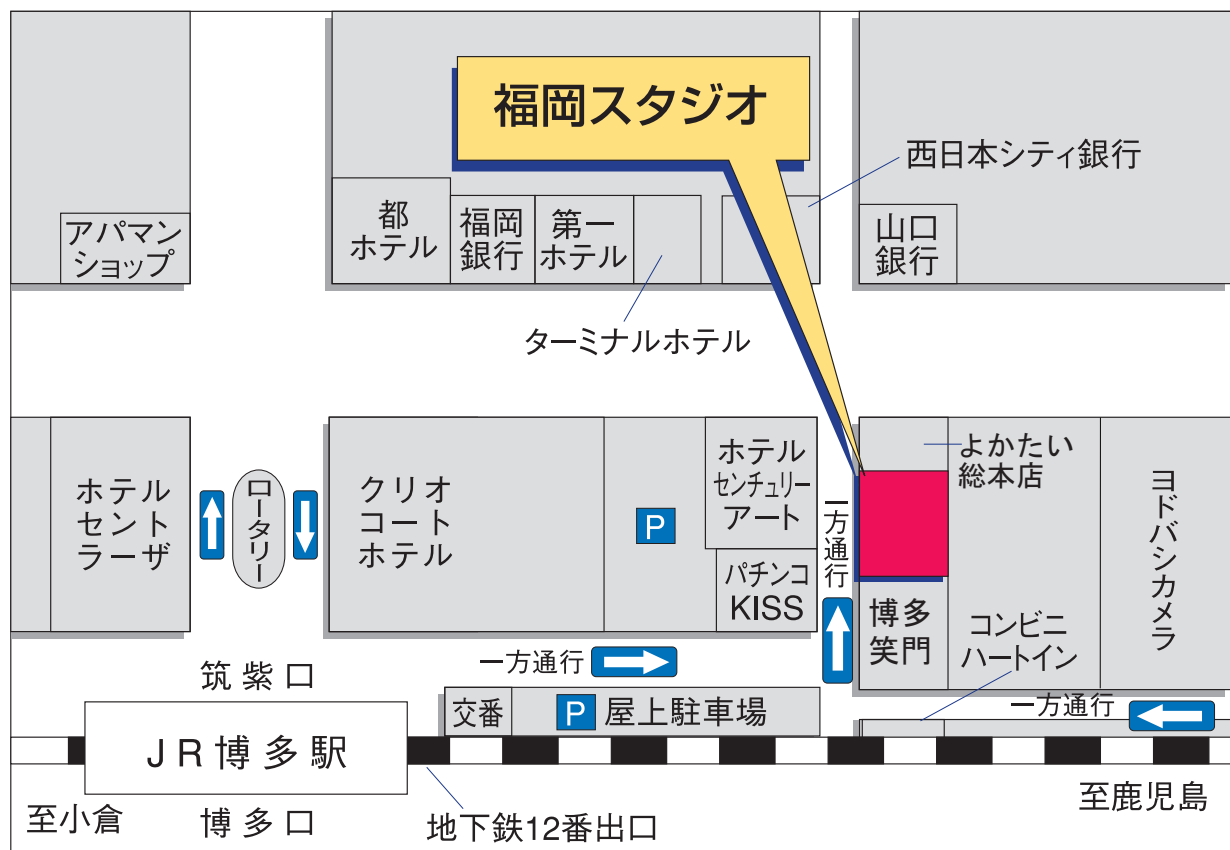 福岡スタジオ
西日本シティ銀行
アパマン
ショップ
都
ホテル
福岡
銀行
第一
ホテル
山口
銀行
ターミナルホテル
ホテル
セント
ラーザ
ロータリー
クリオ
コート
ホテル
P
ホテル
センチュリー
アート
パチンコ
KISS
一方通行
よかたい
総本店
ヨドバシカメラ
博多
笑門
コンビニ
ハートイン
筑紫口
一方通行
交番
P 屋上駐車場
一方通行
JR博多駅
至小倉
博多口
地下鉄12番出口
至鹿児島